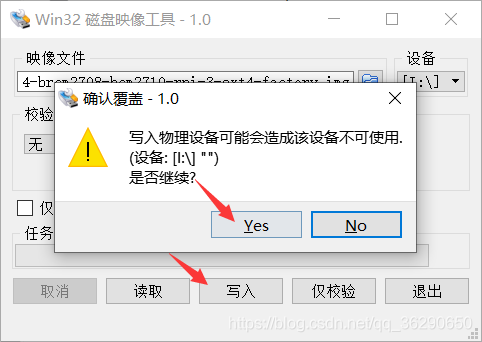 Win32 磁盘映像工具 - 1.0
映像文件
设备
4-brcm2708-bcm2710-rpi-3-ext4-factory.img
[I:\]
确认覆盖 - 1.0
校验
无
写入物理设备可能会造成该设备不可使用.
(设备: [I:\] "")
是否继续?
仅
Yes
No
任务
取消
读取
写入
仅校验
退出
https://blog.csdn.net/qq_36290650